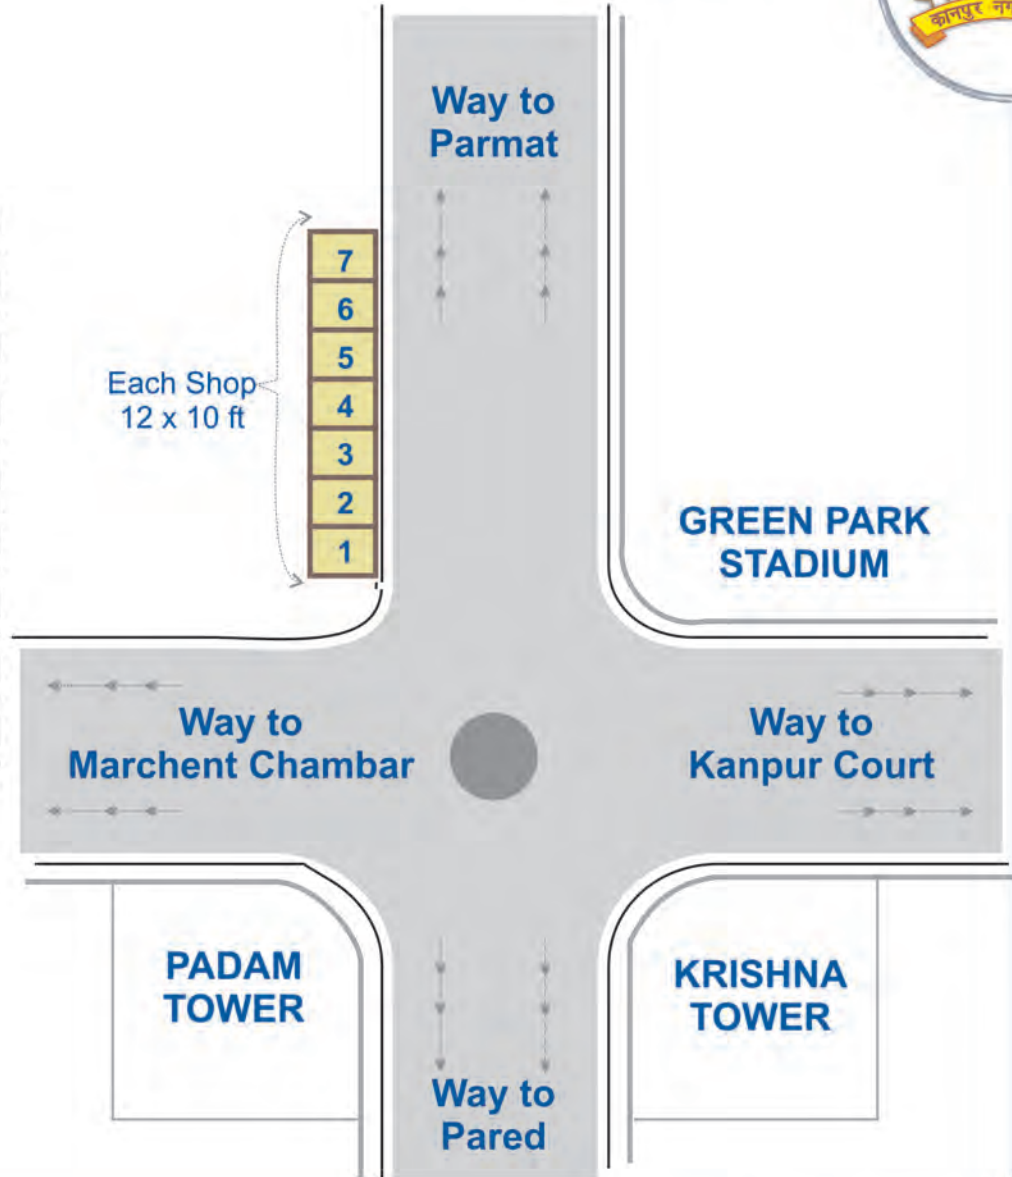 कानपुर
Way to
Parmat
7
6
5
4
3
2
1
Each Shop
12 x 10 ft
GREEN PARK
STADIUM
Way to
Marchent Chambar
Way to
Kanpur Court
PADAM
TOWER
KRISHNA
TOWER
Way to
Pared